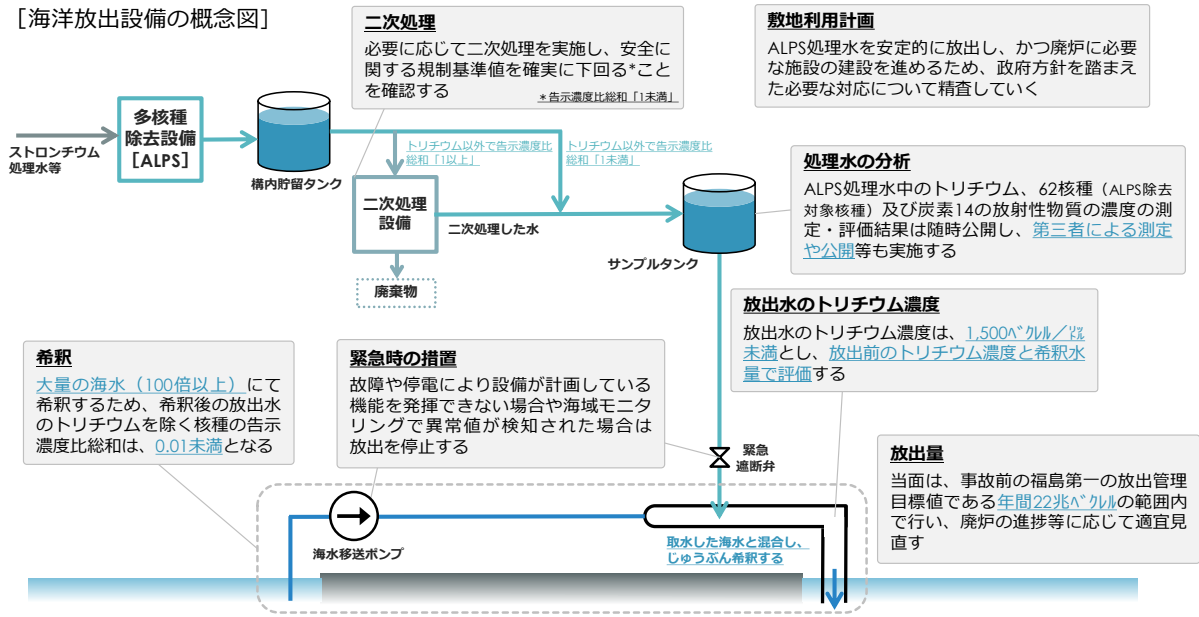 ［海洋放出設備の概念図］
二次処理
必要に応じて二次処理を実施し、安全に
関する規制基準値を確実に下回る*こと
を確認する
＊告示濃度比総和「1未満」
敷地利用計画
ALPS処理水を安定的に放出し、かつ廃炉に必要
な施設の建設を進めるため、政府方針を踏まえ
た必要な対応について精査していく
多核種
除去設備
［ALPS］
ストロンチウム
処理水等
構内貯留タンク
トリチウム以外で告示濃度比
総和「1以上」
トリチウム以外で告示濃度比
総和「1未満」
二次処理
設備
二次処理した水
廃棄物
サンプルタンク
処理水の分析
ALPS処理水中のトリチウム、62核種（ALPS除去
対象核種）及び炭素14の放射性物質の濃度の測
定・評価結果は随時公開し、第三者による測定
や公開等も実施する
放出水のトリチウム濃度
放出水のトリチウム濃度は、1,500ﾍﾞｸﾚﾙ／㍑
未満とし、放出前のトリチウム濃度と希釈水
量で評価する
希釈
大量の海水（100倍以上）にて
希釈するため、希釈後の放出水
のトリチウムを除く核種の告示
濃度比総和は、0.01未満となる
緊急時の措置
故障や停電により設備が計画している
機能を発揮できない場合や海域モニタ
リングで異常値が検知された場合は
放出を停止する
緊急
遮断弁
放出量
当面は、事故前の福島第一の放出管理
目標値である年間22兆ﾍﾞｸﾚﾙの範囲内
で行い、廃炉の進捗等に応じて適宜見
直す
海水移送ポンプ
取水した海水と混合し、
じゅうぶん希釈する